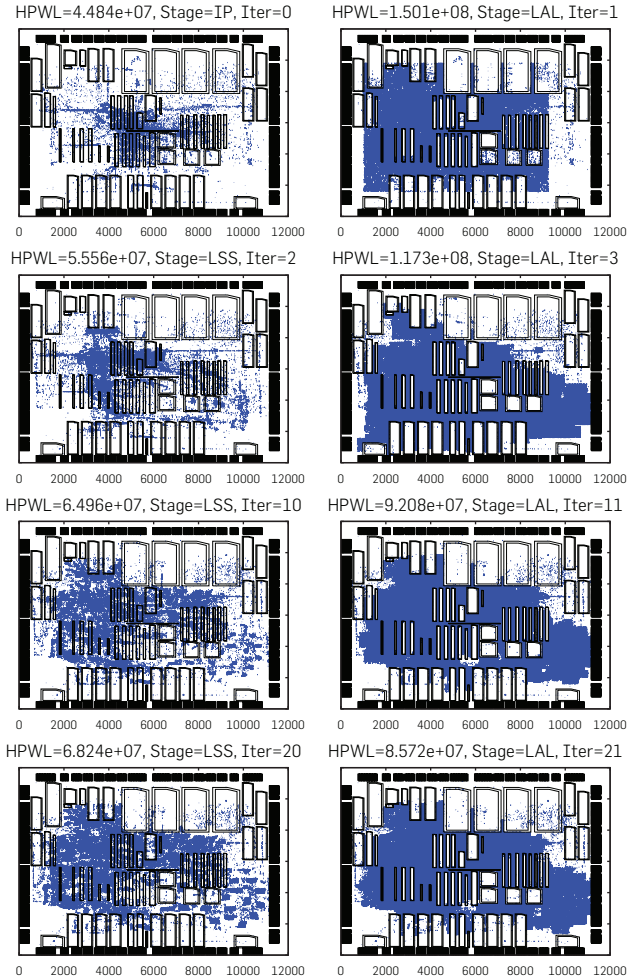 HPWL=4.484e+07, Stage=IP, Iter=0
HPWL=1.501e+08, Stage=LAL, Iter=1
0 2000 4000 6000 8000 10000 12000
0 2000 4000 6000 8000 10000 12000
HPWL=5.556e+07, Stage=LSS, Iter=2
HPWL=1.173e+08, Stage=LAL, Iter=3
0 2000 4000 6000 8000 10000 12000
0 2000 4000 6000 8000 10000 12000
HPWL=6.496e+07, Stage=LSS, Iter=10
HPWL=9.208e+07, Stage=LAL, Iter=11
0 2000 4000 6000 8000 10000 12000
0 2000 4000 6000 8000 10000 12000
HPWL=6.824e+07, Stage=LSS, Iter=20
HPWL=8.572e+07, Stage=LAL, Iter=21
0 2000 4000 6000 8000 10000 12000
0 2000 4000 6000 8000 10000 12000